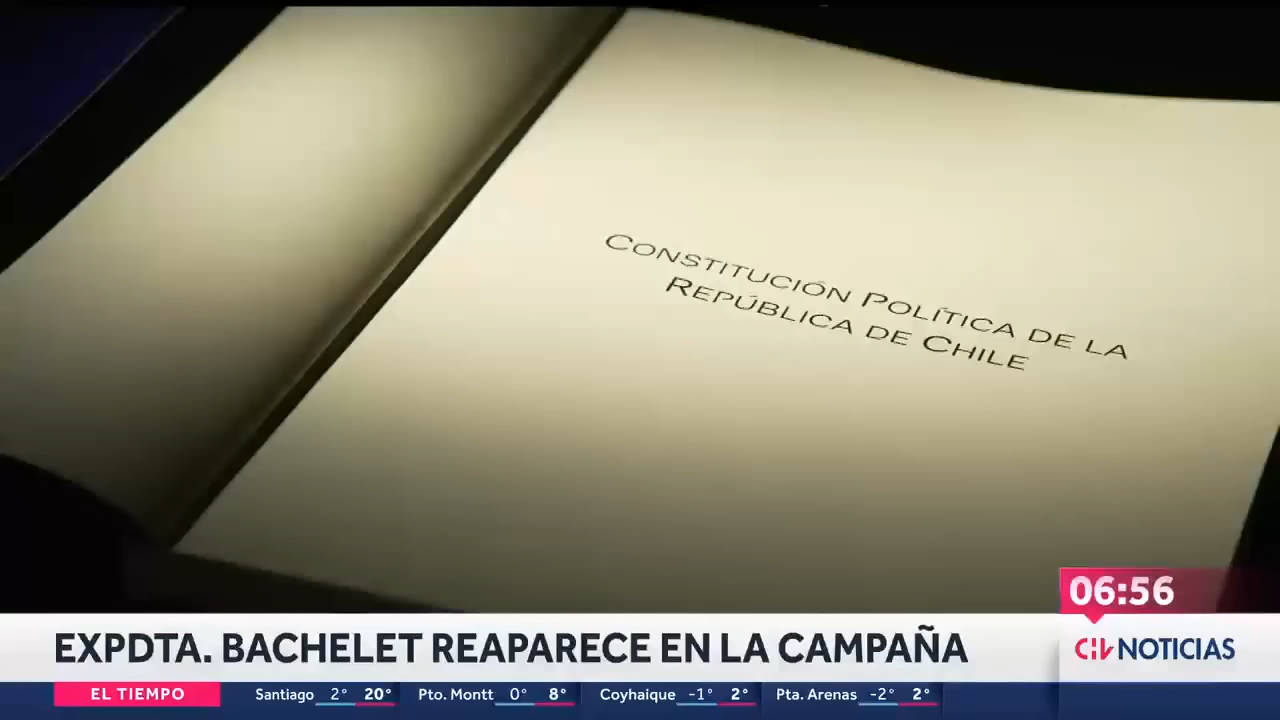 CONSTITUCIÓN POLÍTICA DE LA
REPÚBLICA DE CHILE
06:56
EXPDTA. BACHELET REAPARECE EN LA CAMPAÑA
CHV NOTICIAS
EL TIEMPO Santiago 2° 20° Pto. Montt 0° 8° Coyhaique -1° 2° Pta. Arenas -2° 2°